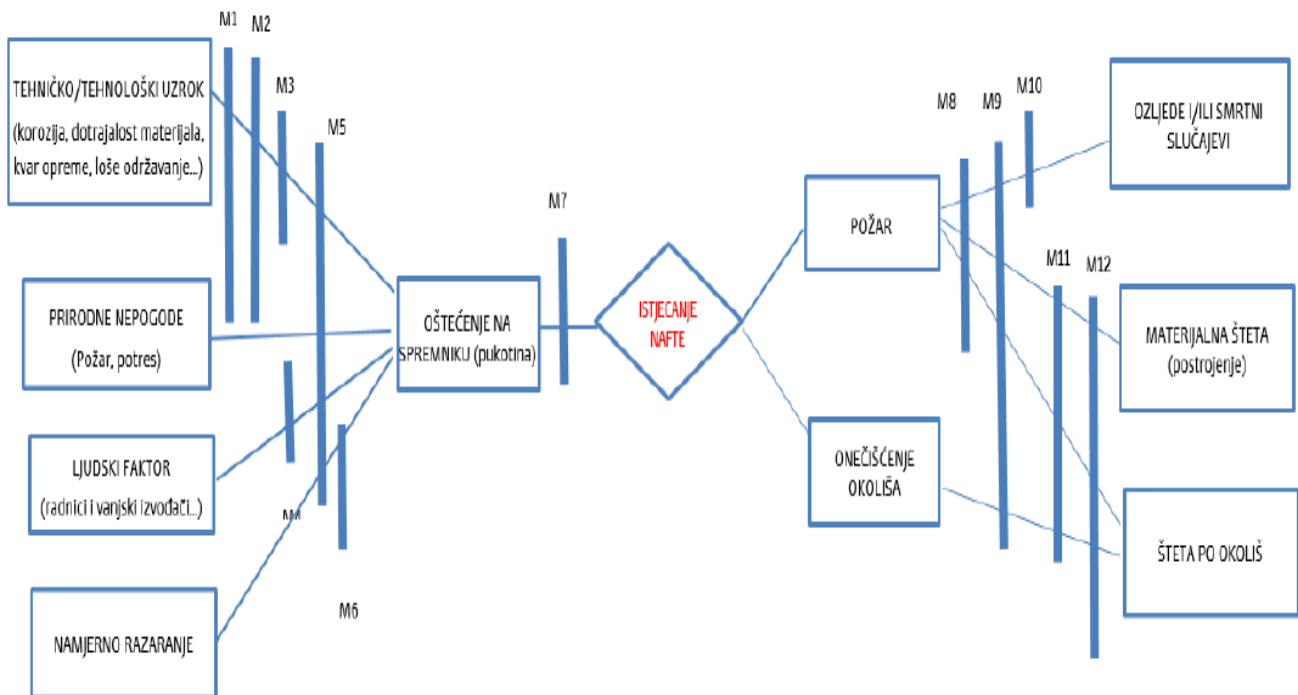 M1
M2
M3
M5
TEHNIČKO/TEHNOLOŠKI UZROK
(korozija, dotrajalost materijala,
kvar opreme, loše održavanje...)
PRIRODNE NEPOGODE
(Požar, potres)
LJUDSKI FAKTOR
(radnici i vanjski izvođači...)
NAMJERNO RAZARANJE
M6
OŠTEĆENJE NA
SPREMNIKU (pukotina)
M7
ISTJECANJE
NAFTE
POŽAR
ONEČIŠĆENJE
OKOLIŠA
M8
M9
M10
M11
M12
OZLJEDE I/ILI SMRTNI
SLUČAJEVI
MATERIJALNA ŠTETA
(postrojenje)
ŠTETA PO OKOLIŠ